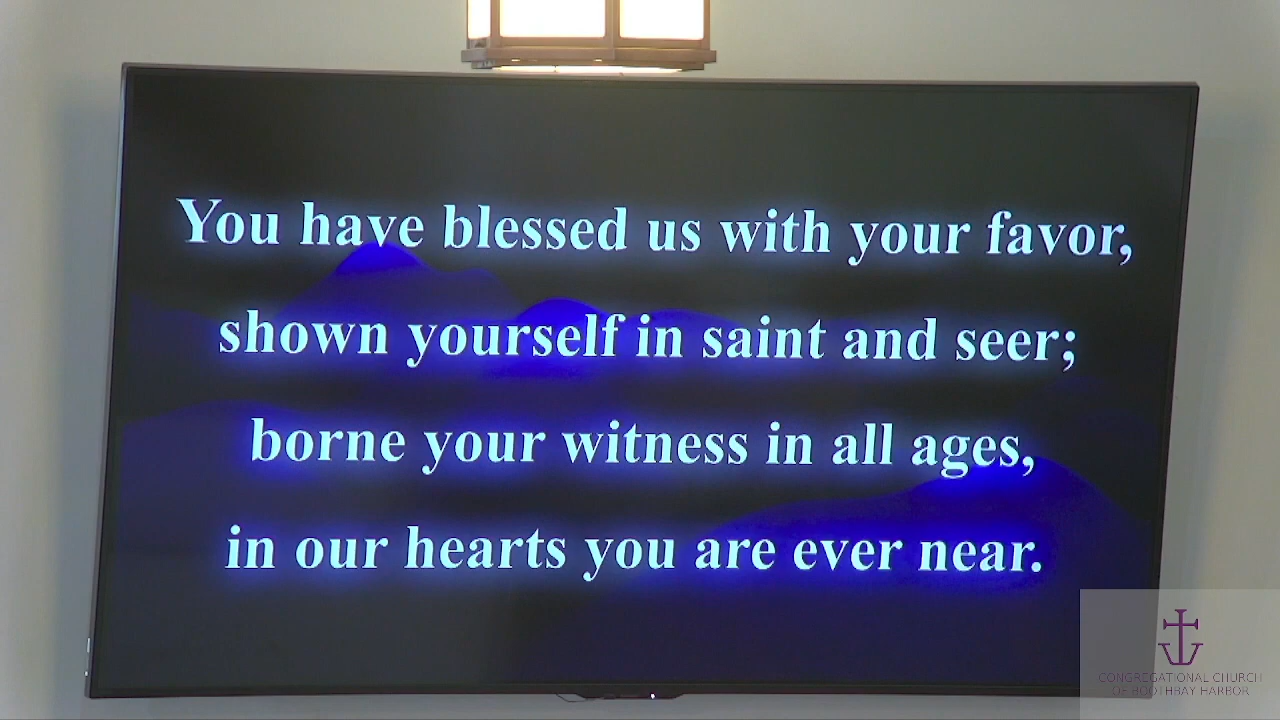 You have blessed us with your favor,
shown yourself in saint and seer;
borne your witness in all ages,
in our hearts you are ever near.
CONGREGATIONAL CHURCH
OF BOOTHBAY HARBOR